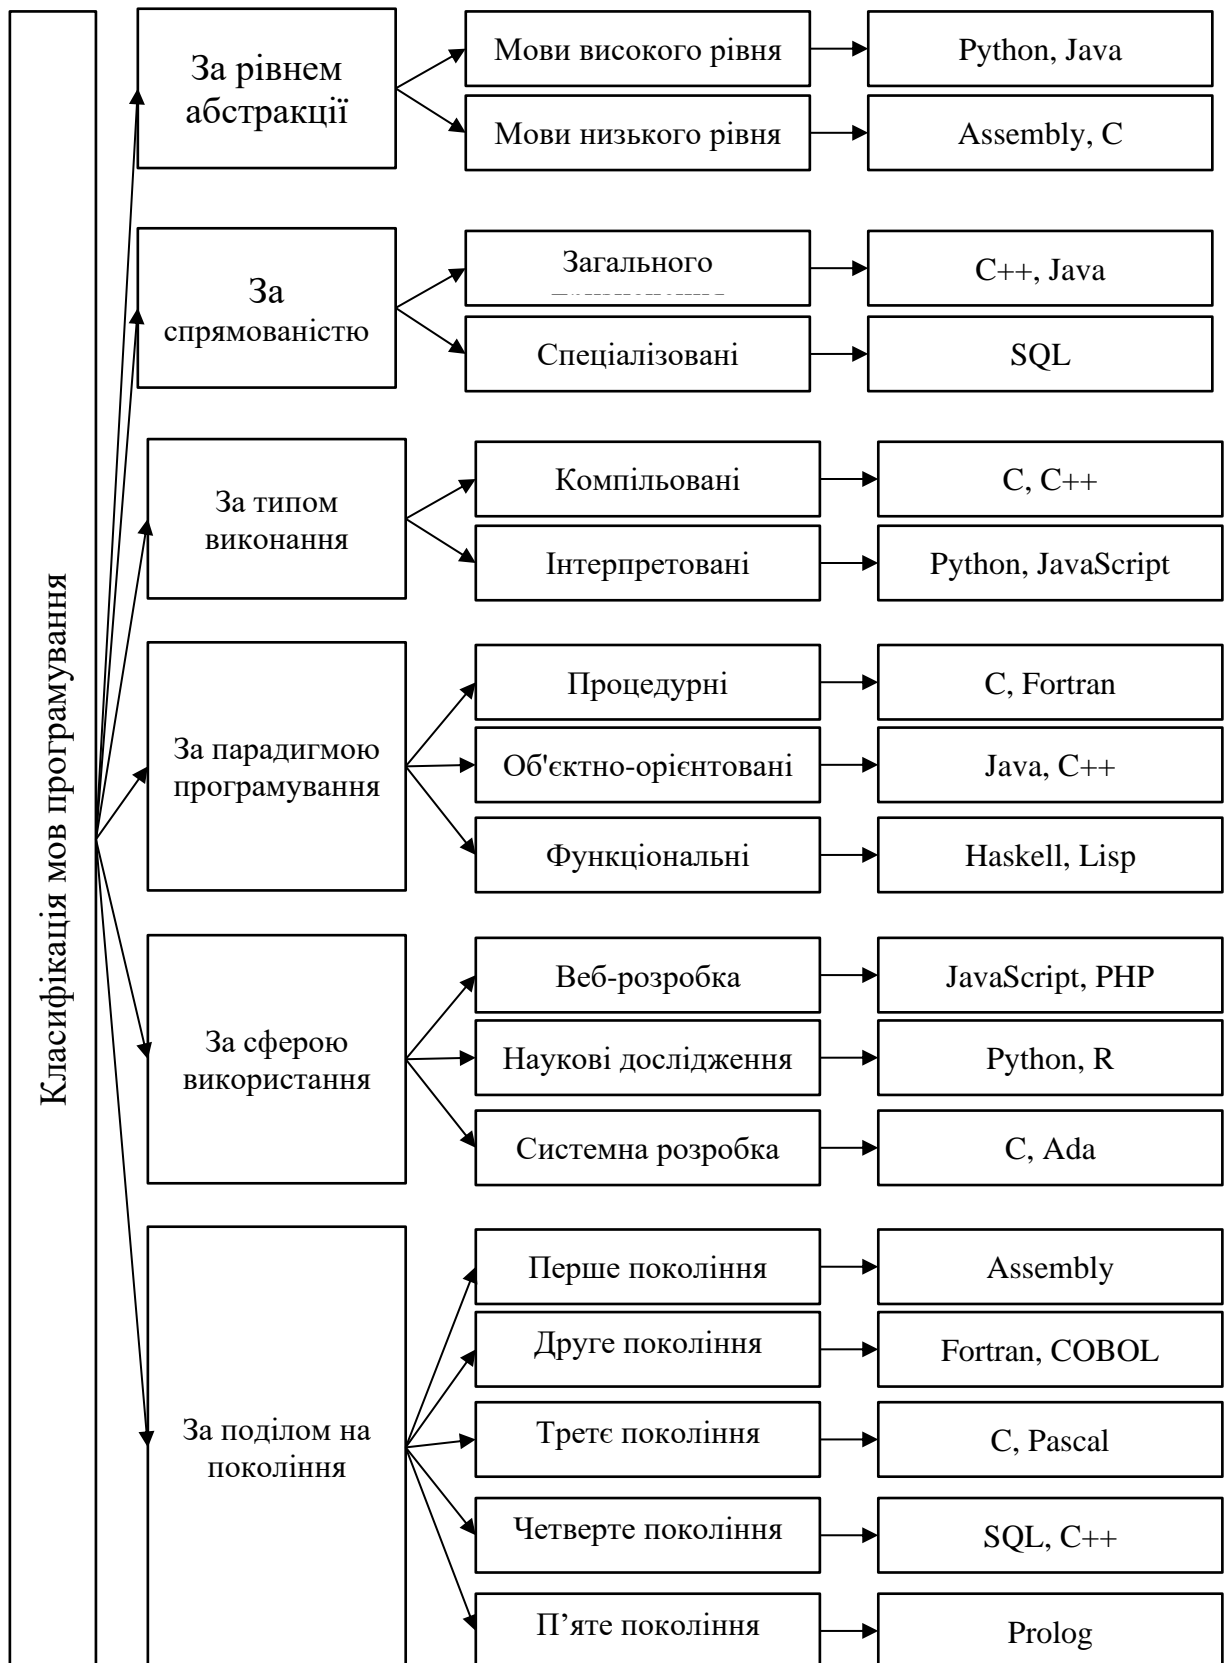 Класифікація мов програмування
За рівнем
абстракції
Мови високого рівня
Python, Java
Мови низького рівня
Assembly, C
За
спрямованістю
Загального
C++, Java
Спеціалізовані
SQL
За типом
виконання
Компільовані
C, C++
Інтерпретовані
Python, JavaScript
За парадигмою
програмування
Процедурні
C, Fortran
Об'єктно-орієнтовані
Java, C++
Функціональні
Haskell, Lisp
За сферою
використання
Веб-розробка
JavaScript, PHP
Наукові дослідження
Python, R
Системна розробка
C, Ada
За поділом на
покоління
Перше покоління
Assembly
Друге покоління
Fortran, COBOL
Третє покоління
C, Pascal
Четверте покоління
SQL, C++
П’яте покоління
Prolog